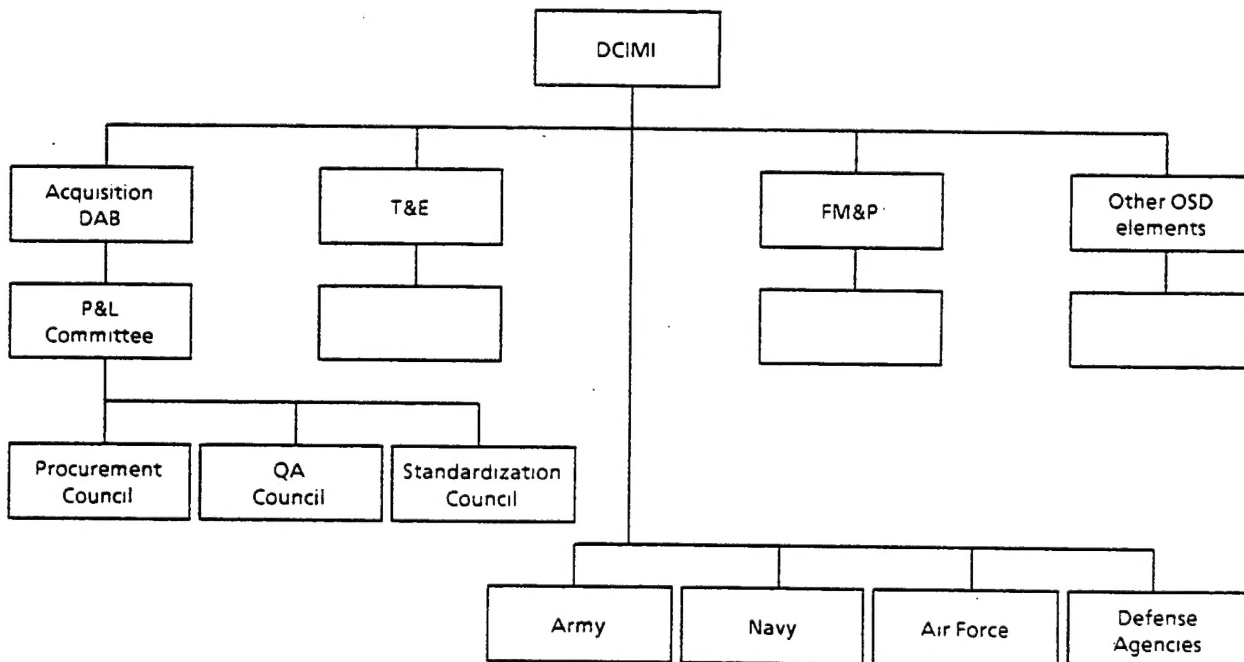 DCIMI
Acquisition
DAB
T&E
FM&P
Other OSD
elements
P&L
Committee
Procurement
Council
QA
Council
Standardization
Council
Army
Navy
Air Force
Defense
Agencies